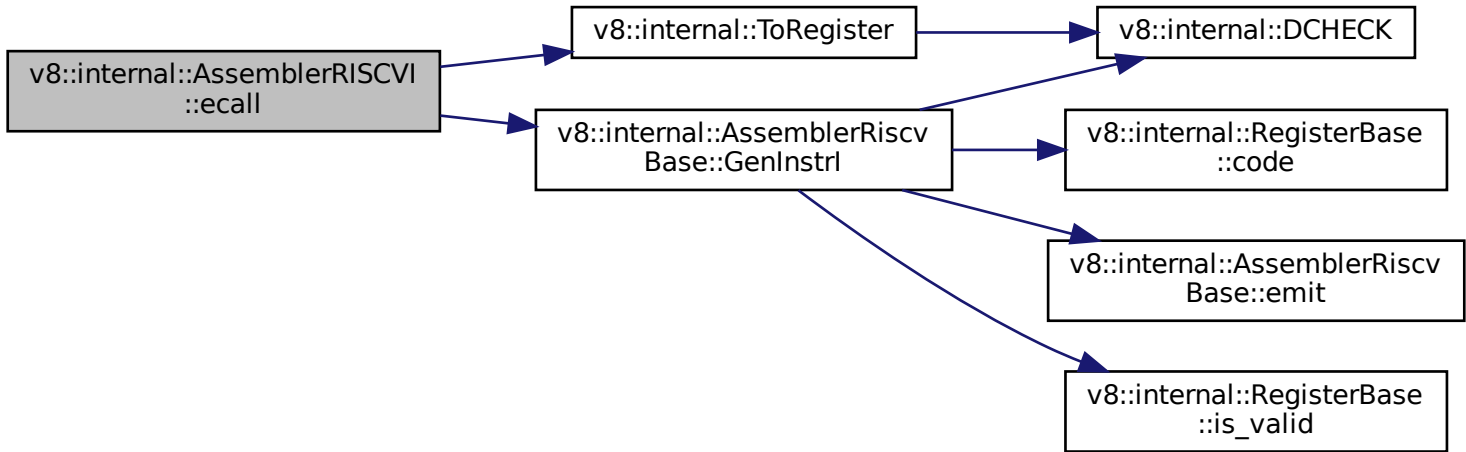 v8::internal::AssemblerRISCVI
::ecall
v8::internal::ToRegister
v8::internal::DCHECK
v8::internal::AssemblerRiscv
Base::GenInstrI
v8::internal::RegisterBase
::code
v8::internal::AssemblerRiscv
Base::emit
v8::internal::RegisterBase
::is_valid